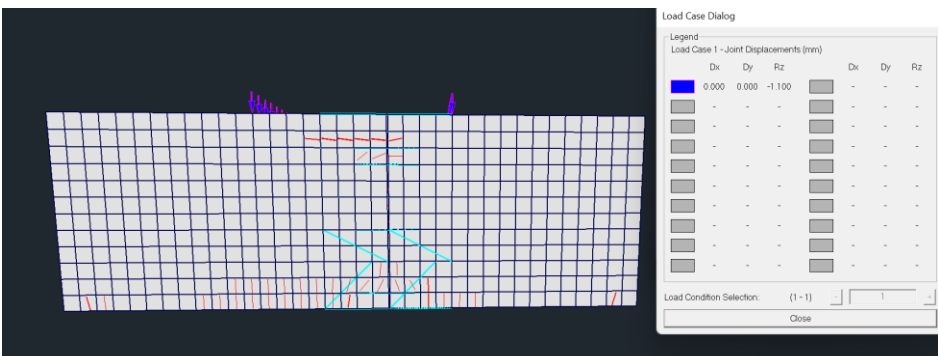 Load Case Dialog
Legend
Load Case 1 - Joint Displacements (mm)
Dx Dy Rz Dx Dy Rz
0.000 0.000 -1.100 - - -
- - - - - -
- - - - - -
- - - - - -
- - - - - -
- - - - - -
- - - - - -
- - - - - -
- - - - - -
- - - - - -
Load Condition Selection: (1 - 1) - 1 +
Close